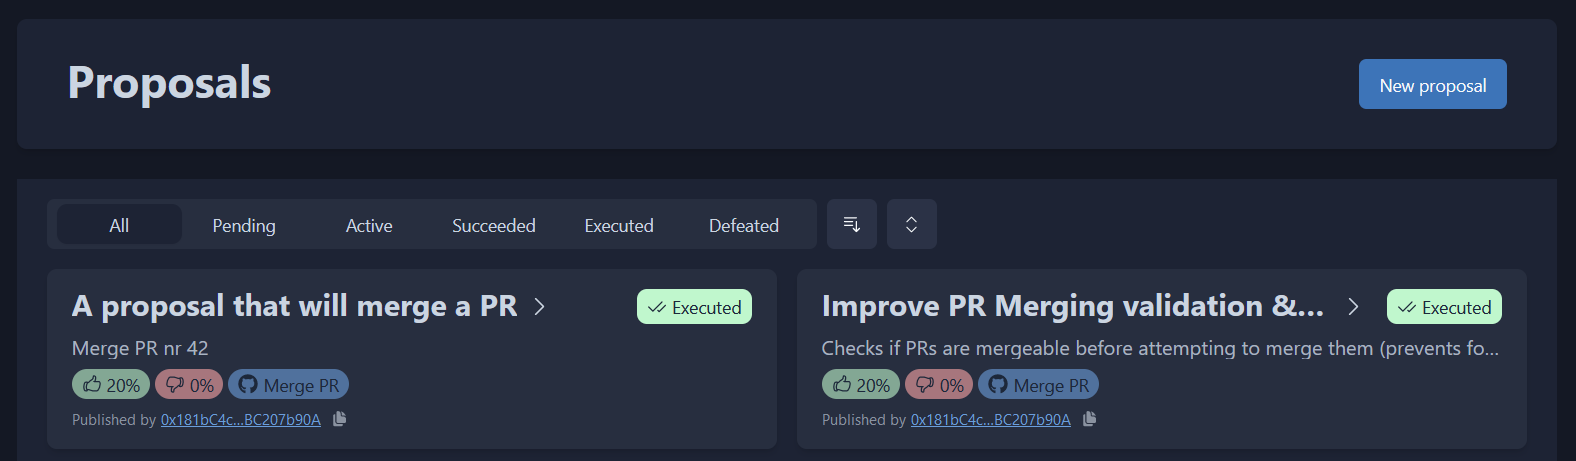 Proposals
New proposal
All Pending Active Succeeded Executed Defeated
A proposal that will merge a PR
Executed
Merge PR nr 42
20% 0% Merge PR
Published by 0x181bC4c...BC207b90A
Improve PR Merging validation &...
Executed
Checks if PRs are mergeable before attempting to merge them (prevents fo...
20% 0% Merge PR
Published by 0x181bC4c...BC207b90A